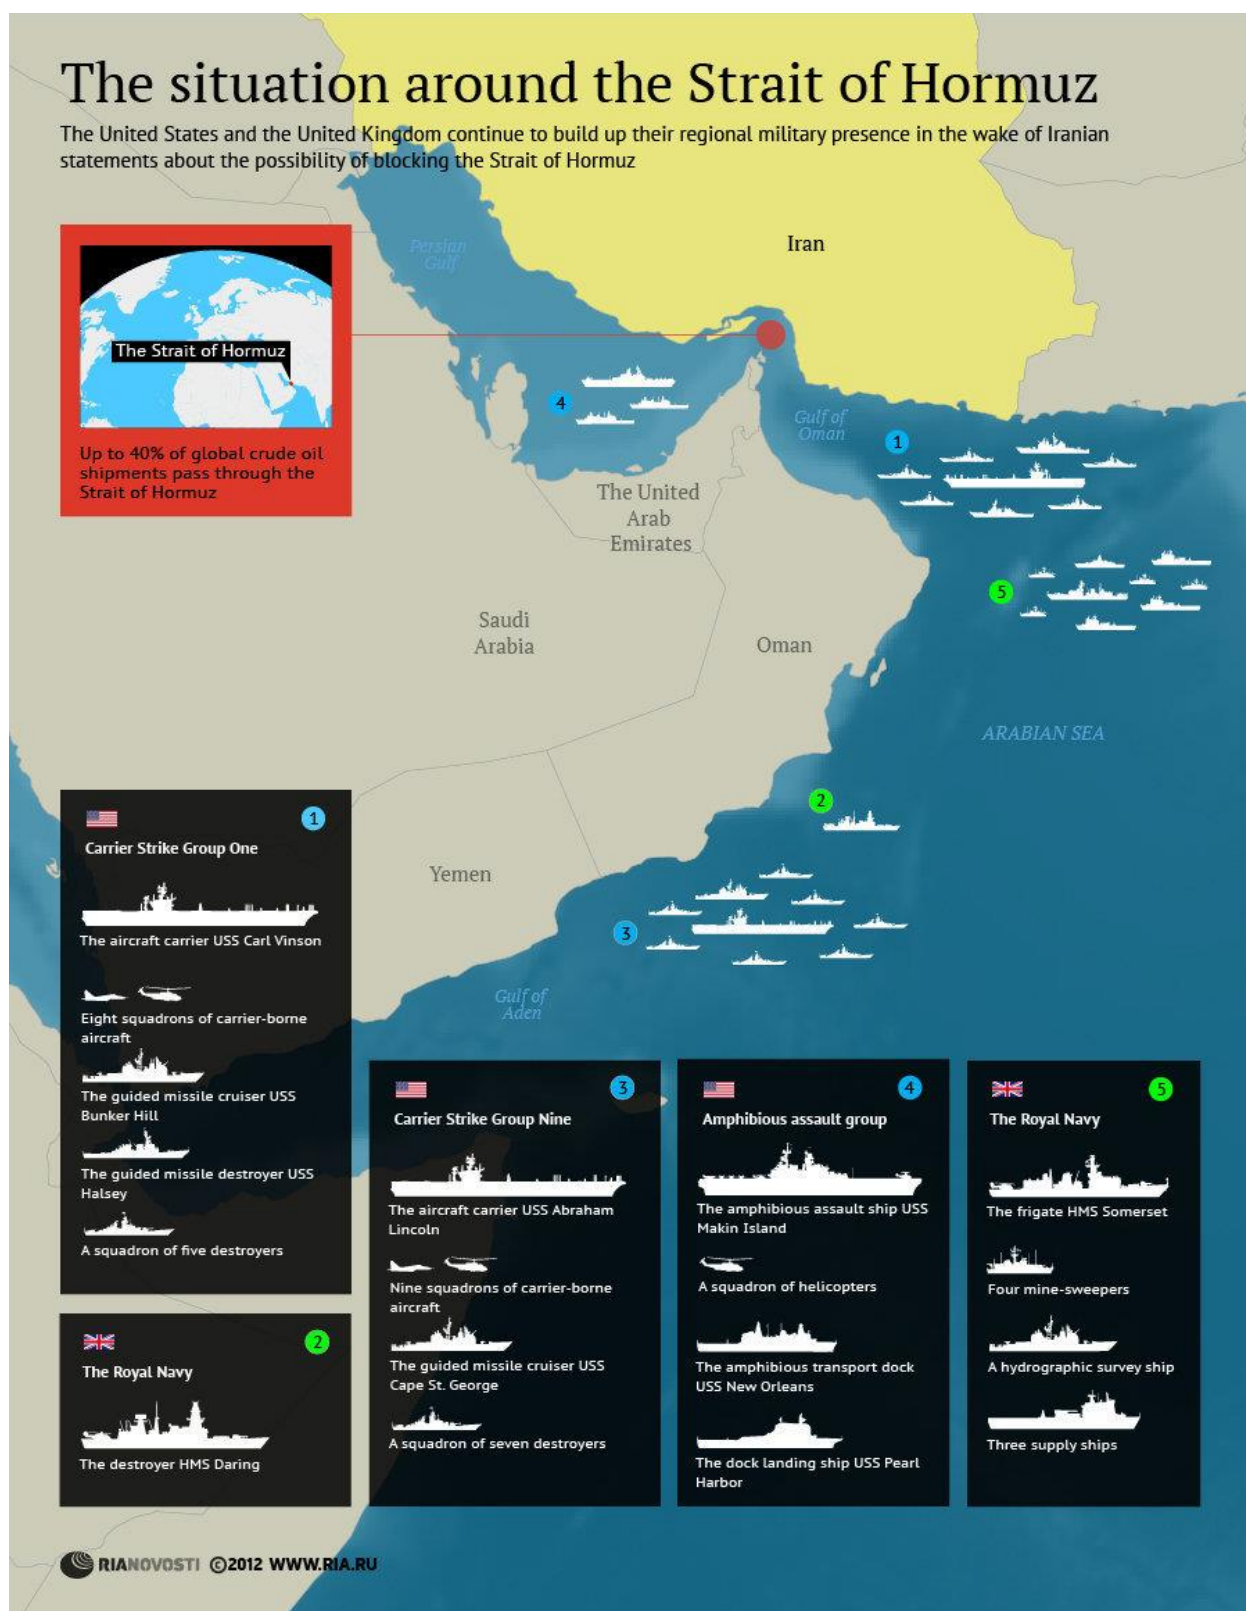 The situation around the Strait of Hormuz
The United States and the United Kingdom continue to build up their regional military presence in the wake of Iranian
statements about the possibility of blocking the Strait of Hormuz
Persian
Gulf
Iran
The Strait of Hormuz
Up to 40% of global crude oil
shipments pass through the
Strait of Hormuz
4
Gulf of
Oman
1
The United
Arab
Emirates
5
Saudi
Arabia
Oman
ARABIAN SEA
2
Yemen
3
Gulf of
Aden
1
Carrier Strike Group One
The aircraft carrier USS Carl Vinson
Eight squadrons of carrier-borne
aircraft
The guided missile cruiser USS
Bunker Hill
The guided missile destroyer USS
Halsey
A squadron of five destroyers
2
The Royal Navy
The destroyer HMS Daring
3
Carrier Strike Group Nine
The aircraft carrier USS Abraham
Lincoln
Nine squadrons of carrier-borne
aircraft
The guided missile cruiser USS
Cape St. George
A squadron of seven destroyers
4
Amphibious assault group
The amphibious assault ship USS
Makin Island
A squadron of helicopters
The amphibious transport dock
USS New Orleans
The dock landing ship USS Pearl
Harbor
5
The Royal Navy
The frigate HMS Somerset
Four mine-sweepers
A hydrographic survey ship
Three supply ships
RIANOVOSTI ©2012 WWW.RIA.RU